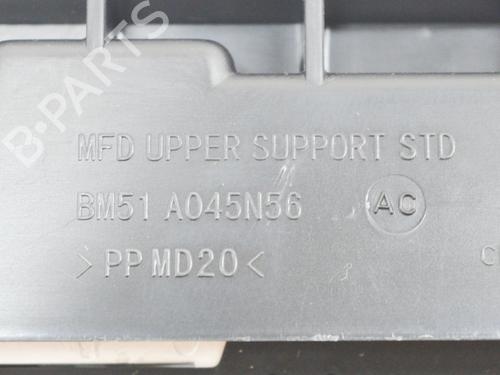 B-PARTS
MFD UPPER SUPPORT STD
BM51 A045N56 AC
>PP MD20<